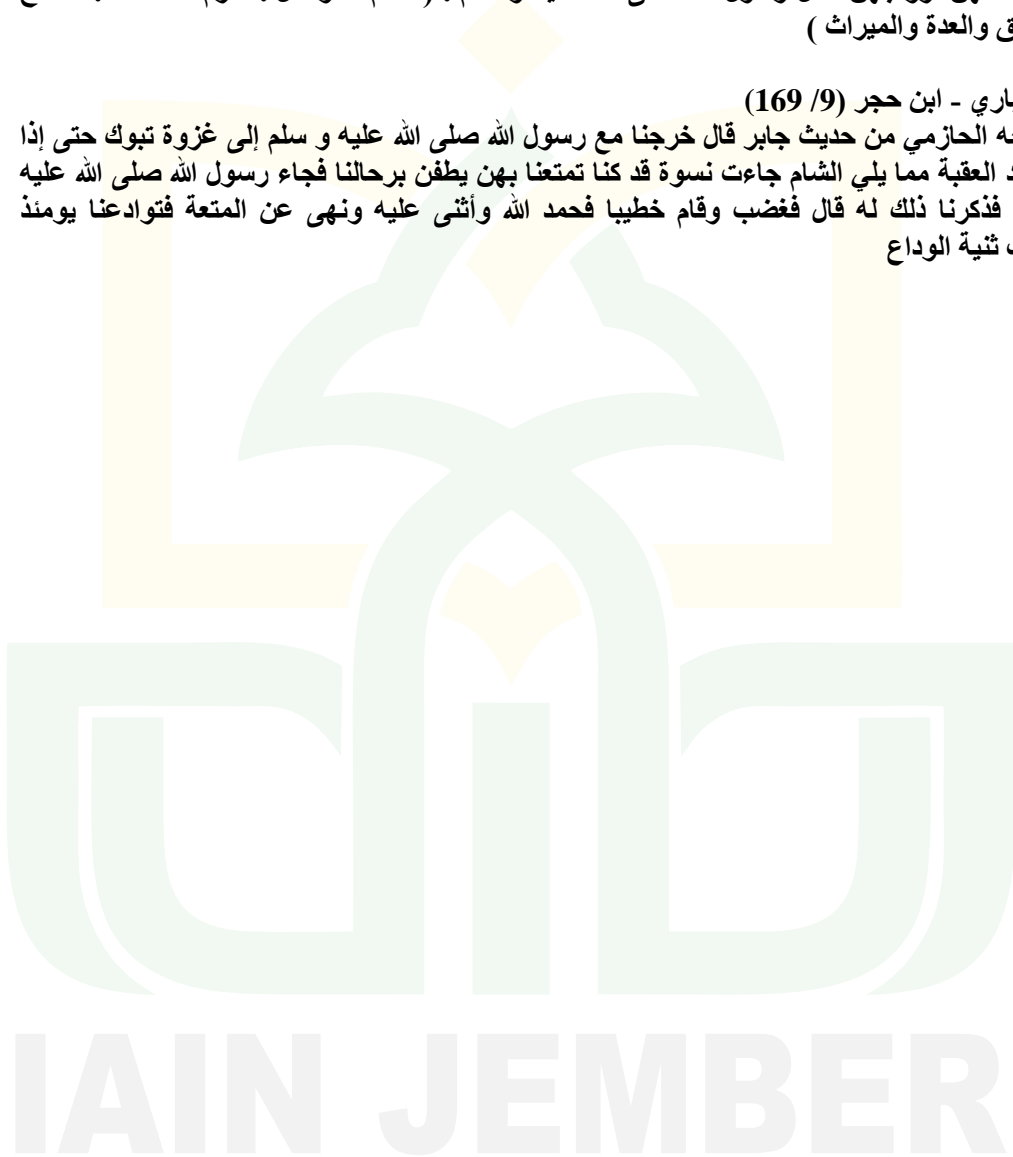 ق والعدة والميراث )
اري - ابن حجر (9/ 169)
ه الحازمي من حديث جابر قال خرجنا مع رسول الله صلى الله عليه و سلم إلى غزوة تبوك حتى إذا
د العقبة مما يلي الشام جاءت نسوة قد كنا تمتعنا بهن يطفن برحالنا فجاء رسول الله صلى الله عليه
فذكرنا ذلك له قال فغضب وقام خطيبا فحمد الله وأثنى عليه ونهى عن المتعة فتوادعنا يومئذ
ثنية الوداع
IAIN JEMBER